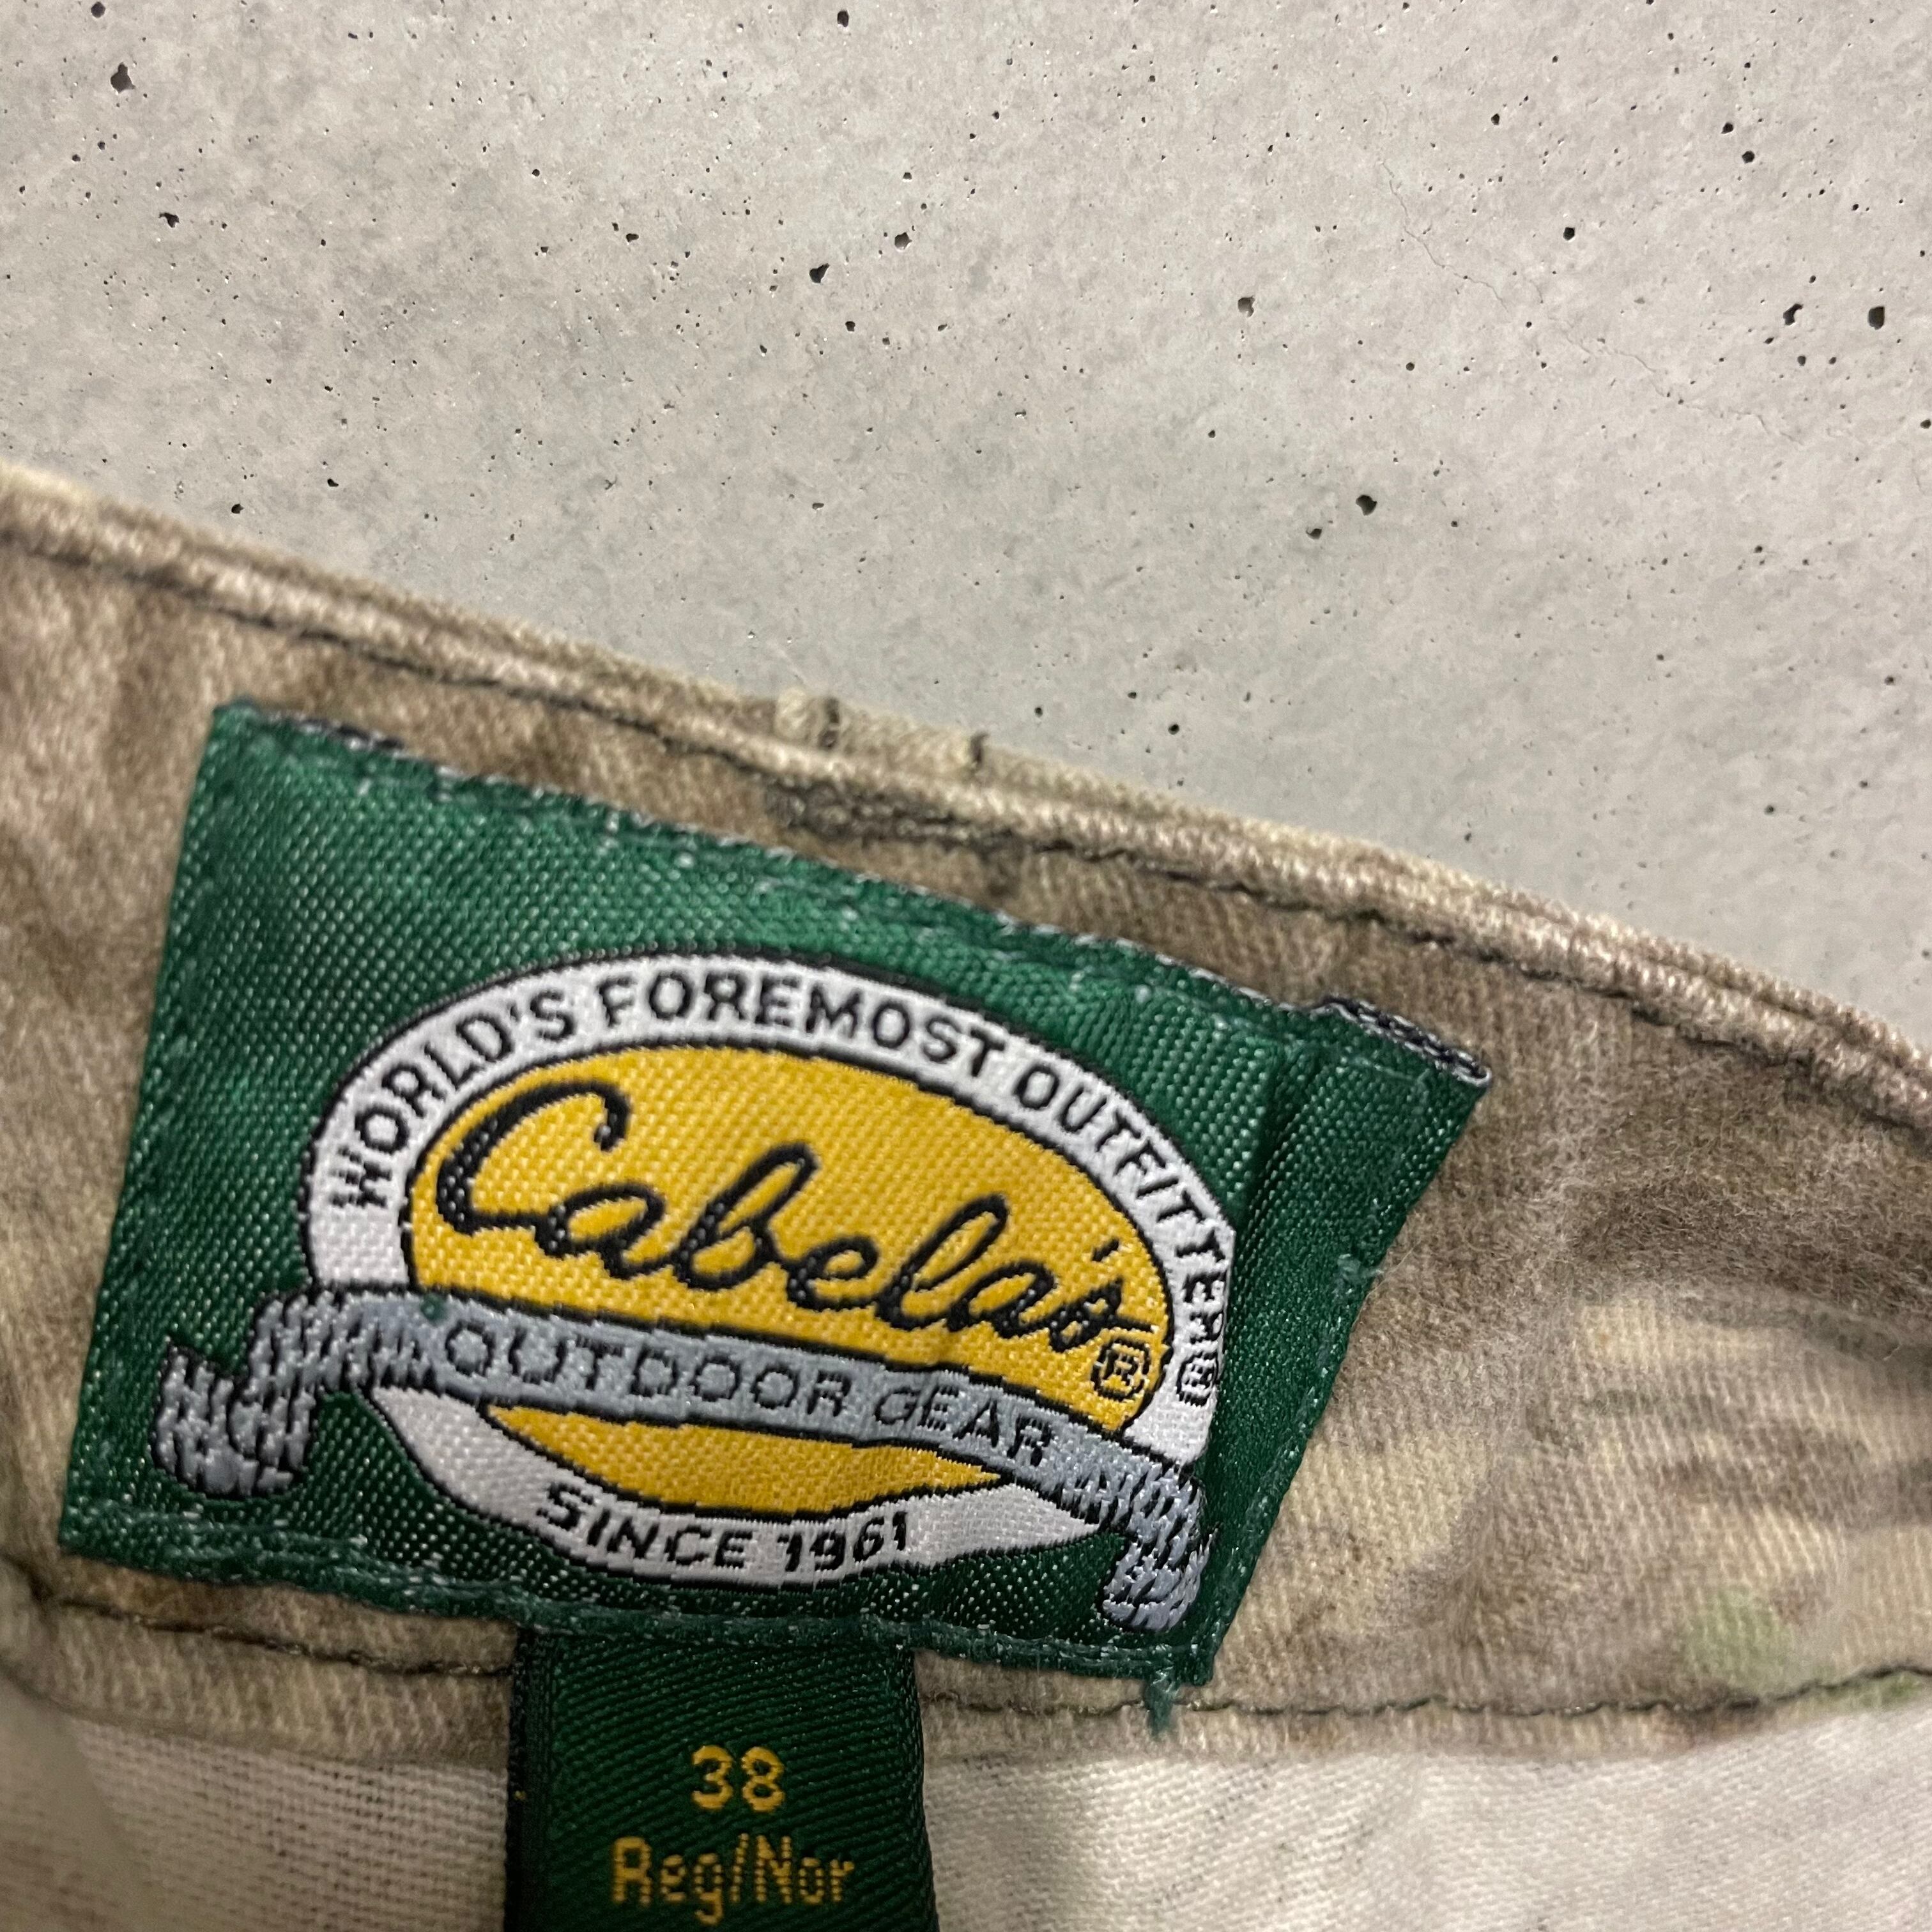 WORLD'S FOREMOST OUTFITTER®
Cabela's®
OUTDOOR GEAR
SINCE 1961
38
Reg/Nor